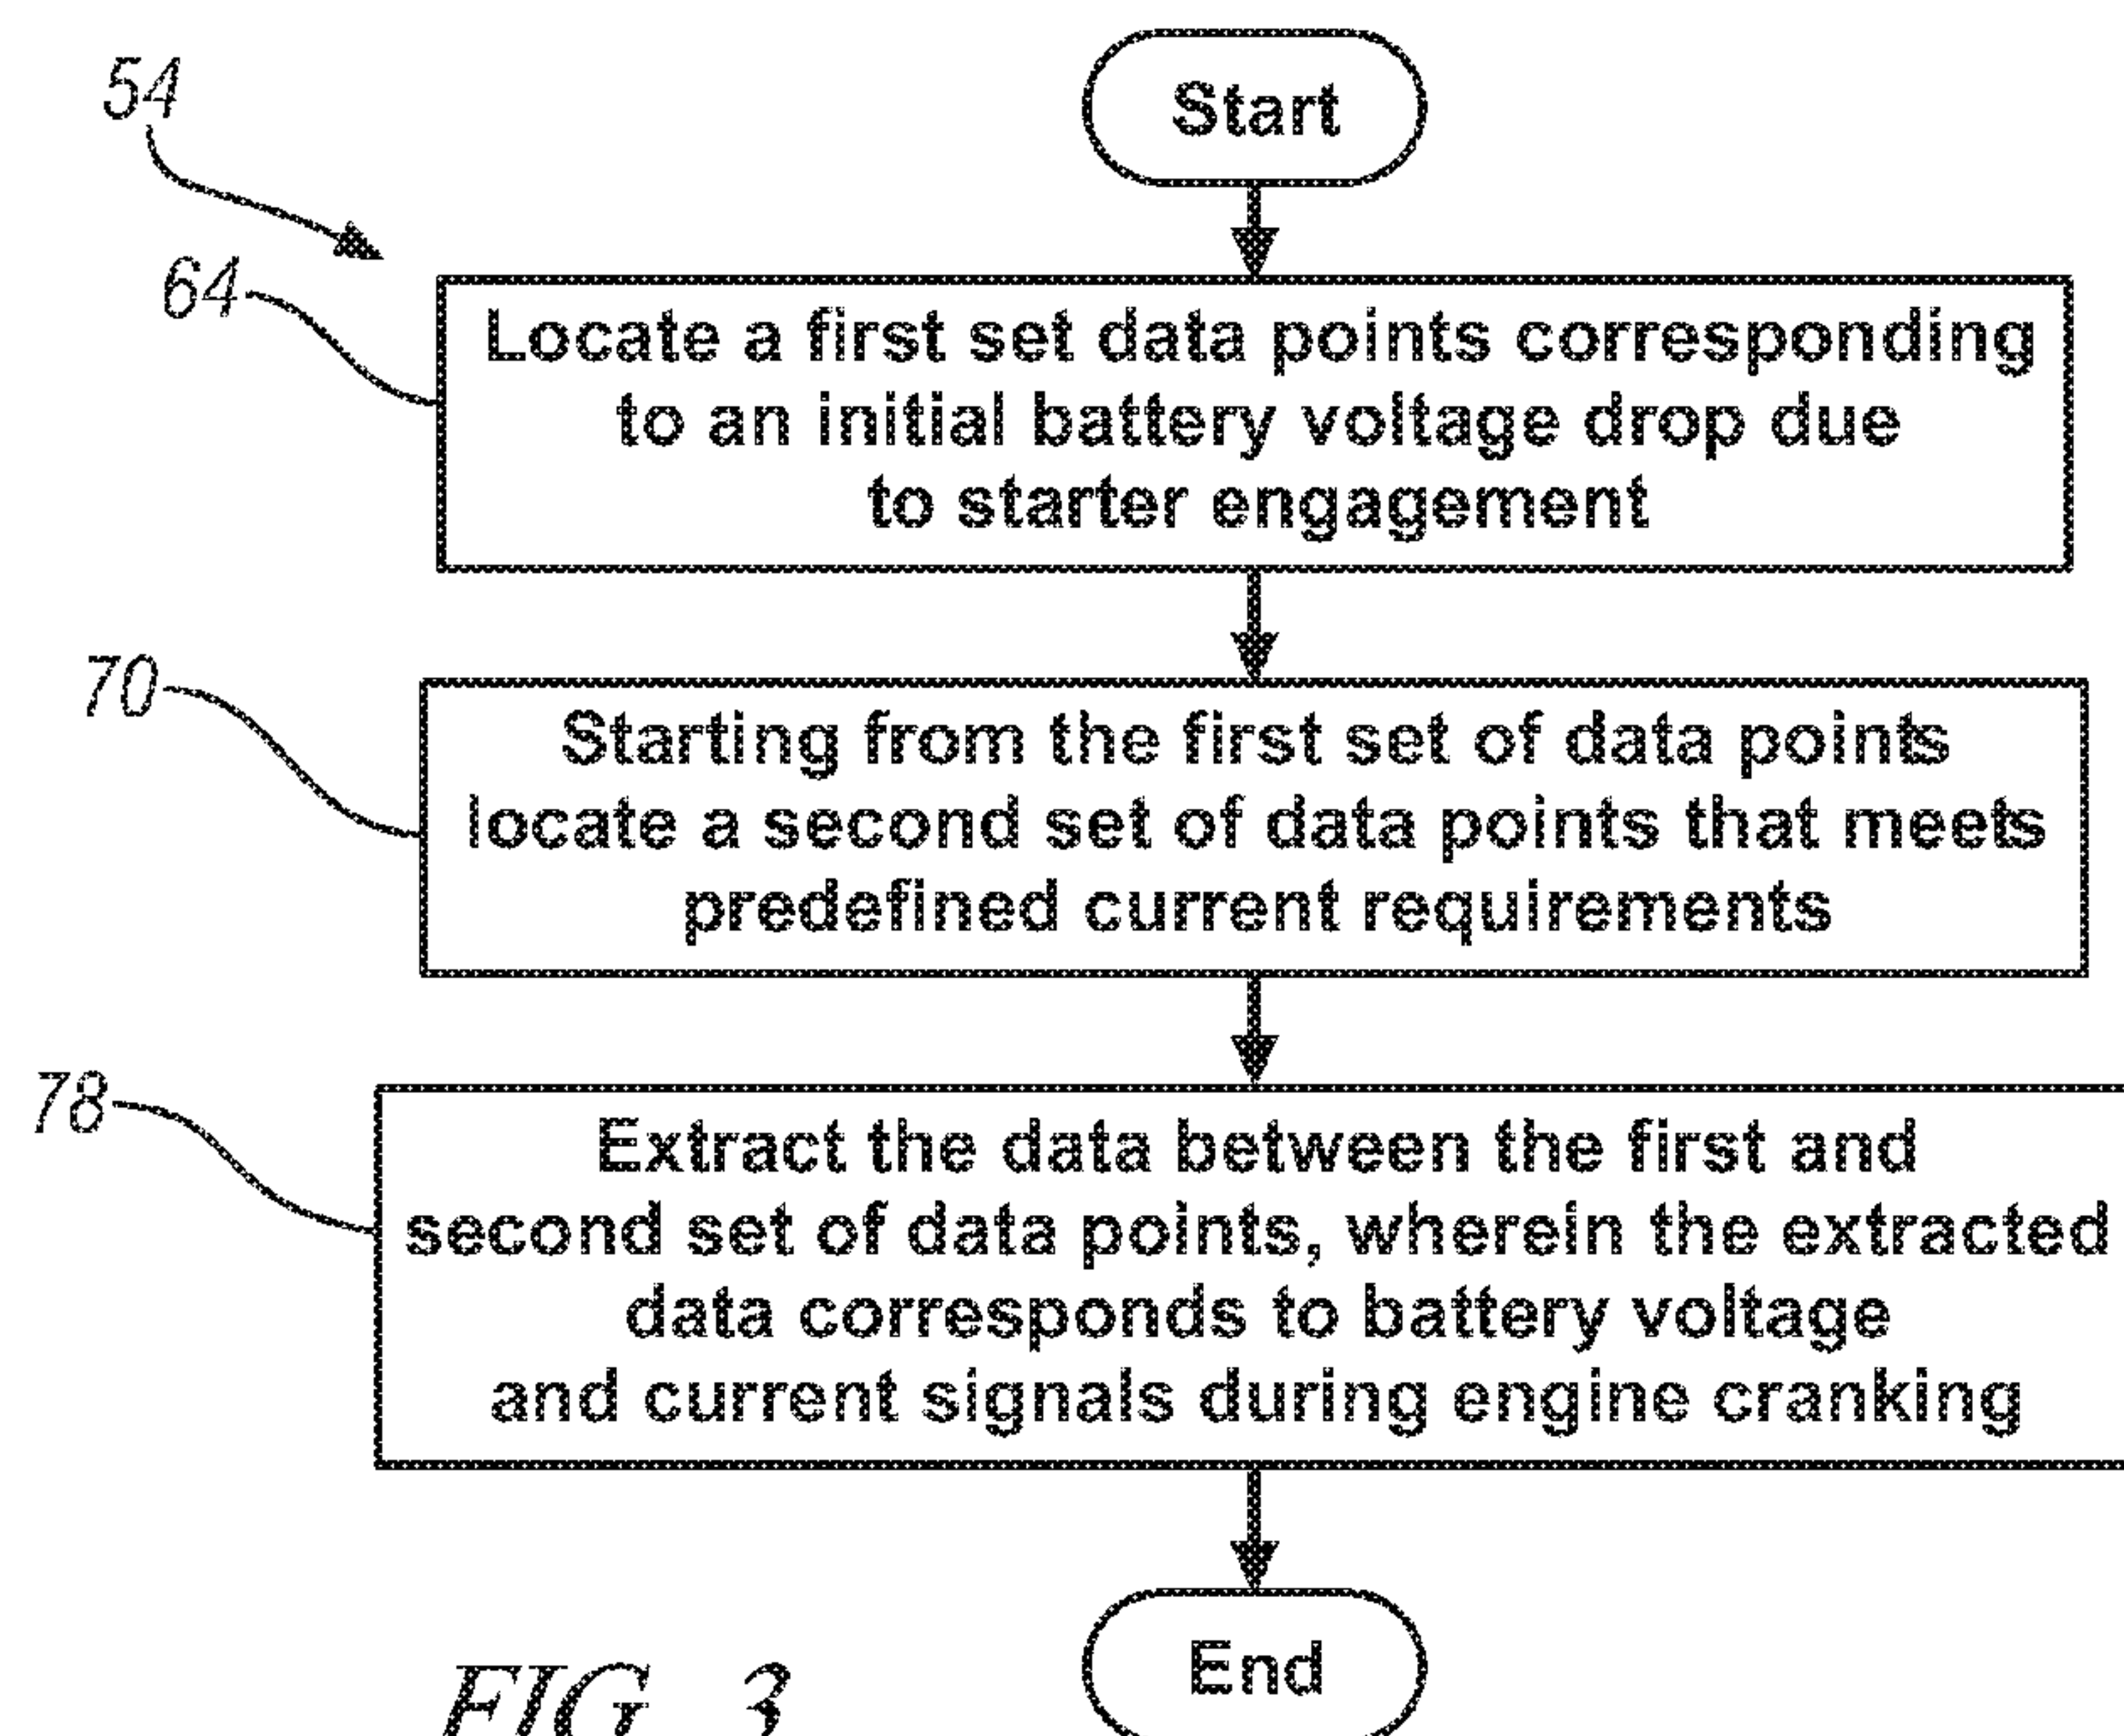 54
Start
64
Locate a first set data points corresponding
to an initial battery voltage drop due
to starter engagement
70
Starting from the first set of data points
locate a second set of data points that meets
predefined current requirements
78
Extract the data between the first and
second set of data points, wherein the extracted
data corresponds to battery voltage
and current signals during engine cranking
End
FIG. 3